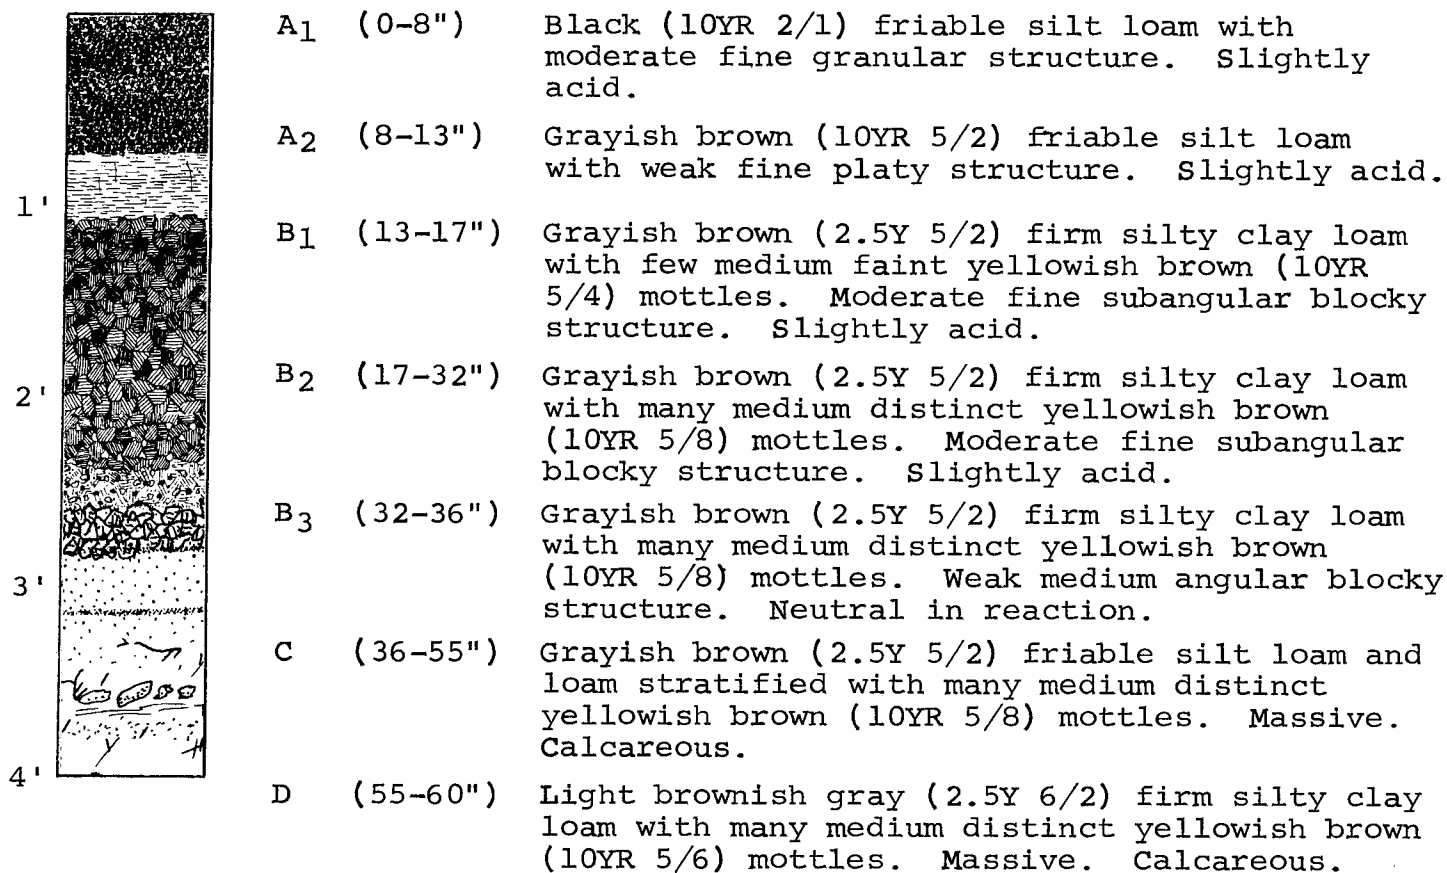 A1 (0-8") Black (10YR 2/1) friable silt loam with
moderate fine granular structure. Slightly
acid.
A2 (8-13") Grayish brown (10YR 5/2) friable silt loam
with weak fine platy structure. Slightly acid.
1'
B1 (13-17") Grayish brown (2.5Y 5/2) firm silty clay loam
with few medium faint yellowish brown (10YR
5/4) mottles. Moderate fine subangular blocky
structure. Slightly acid.
2'
B2 (17-32") Grayish brown (2.5Y 5/2) firm silty clay loam
with many medium distinct yellowish brown
(10YR 5/8) mottles. Moderate fine subangular
blocky structure. Slightly acid.
B3 (32-36") Grayish brown (2.5Y 5/2) firm silty clay loam
with many medium distinct yellowish brown
(10YR 5/8) mottles. Weak medium angular blocky
structure. Neutral in reaction.
3'
C (36-55") Grayish brown (2.5Y 5/2) friable silt loam and
loam stratified with many medium distinct
yellowish brown (10YR 5/8) mottles. Massive.
Calcareous.
4'
D (55-60") Light brownish gray (2.5Y 6/2) firm silty clay
loam with many medium distinct yellowish brown
(10YR 5/6) mottles. Massive. Calcareous.